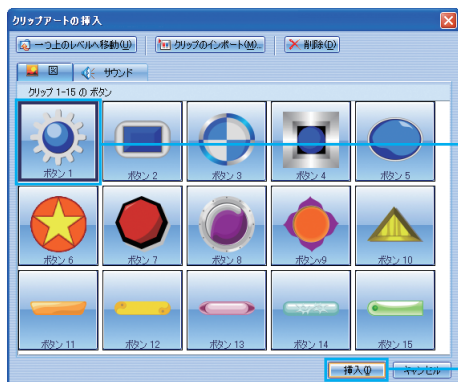 クリップアートの挿入
一つ上のレベルへ移動(U) クリップのインポート(M)... 削除(D)
図 サウンド
クリップ 1-15 の ボタン
ボタン 1 ボタン 2 ボタン 3 ボタン 4 ボタン 5
ボタン 6 ボタン 7 ボタン 8 ボタンv9 ボタン 10
ボタン 11 ボタン 12 ボタン 13 ボタン 14 ボタン 15
挿入(I) キャンセル